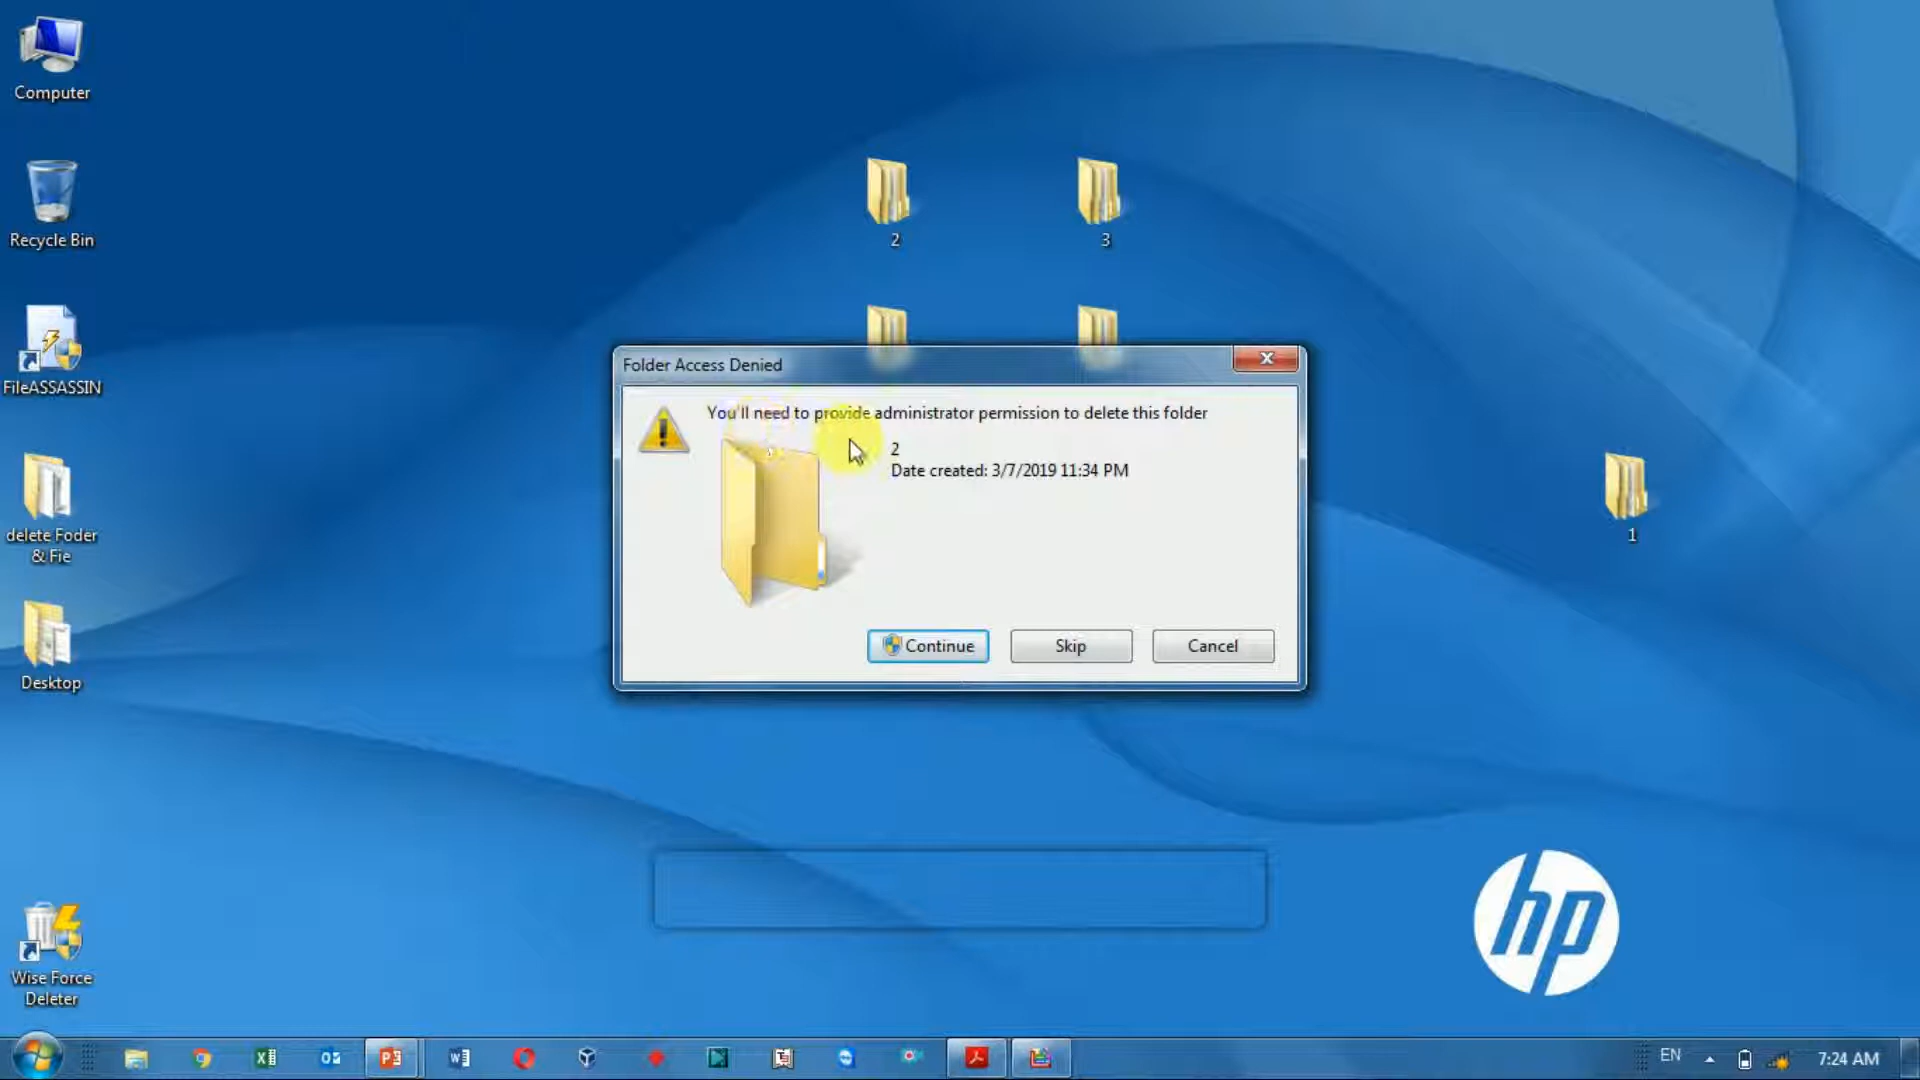 Computer
Recycle Bin
FileASSASSIN
delete Foder
& Fie
Desktop
Wise Force
Deleter
2
3
1
Folder Access Denied
You'll need to provide administrator permission to delete this folder
2
Date created: 3/7/2019 11:34 PM
Continue
Skip
Cancel
hp
EN
7:24 AM